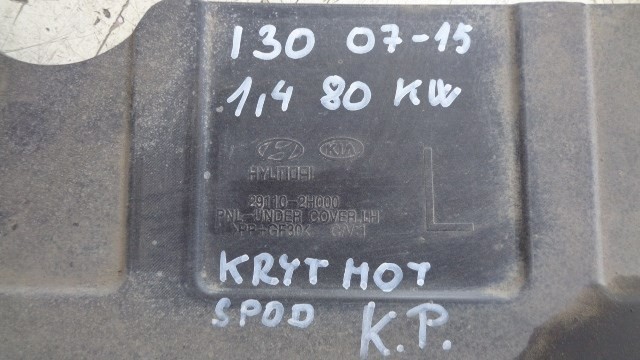 I30 07-15
1,4 80 KW
KIA
HYUNDAI
29110-2H000
PNL-UNDER COVER.LH
L
KRYT MOT
SPOD K.P.